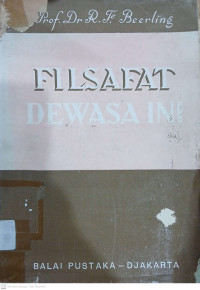 Prof. Dr R. F. Beerling
FILSAFAT
DEWASA INI
BALAI PUSTAKA – DJAKARTA